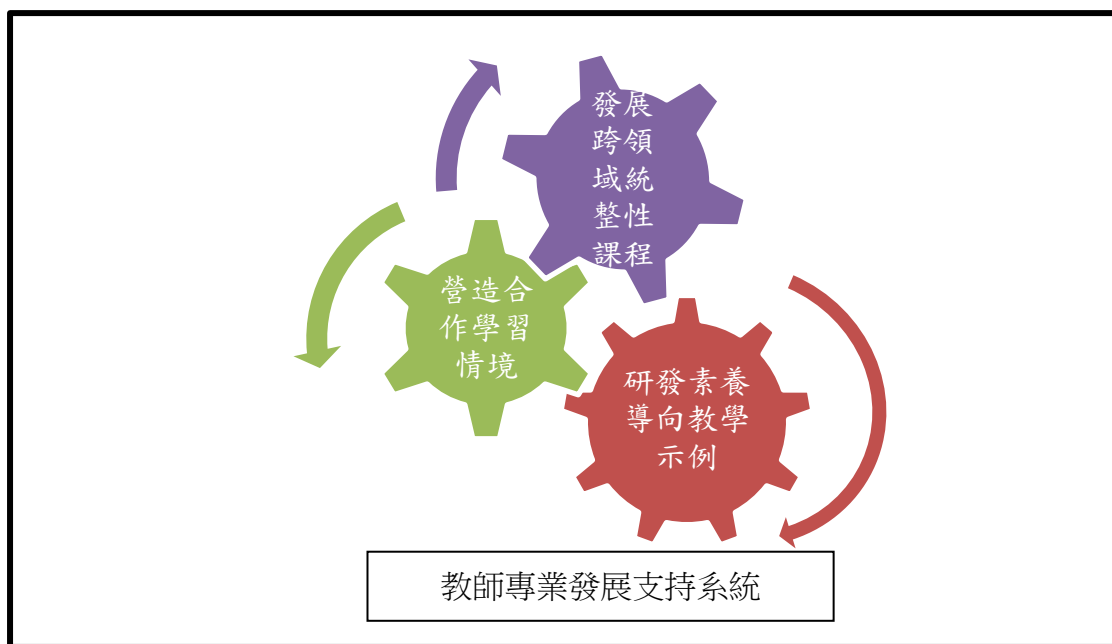 發展
跨領
域統
整性
課程
營造合
作學習
情境
研發素養
導向教學
示例
教師專業發展支持系統